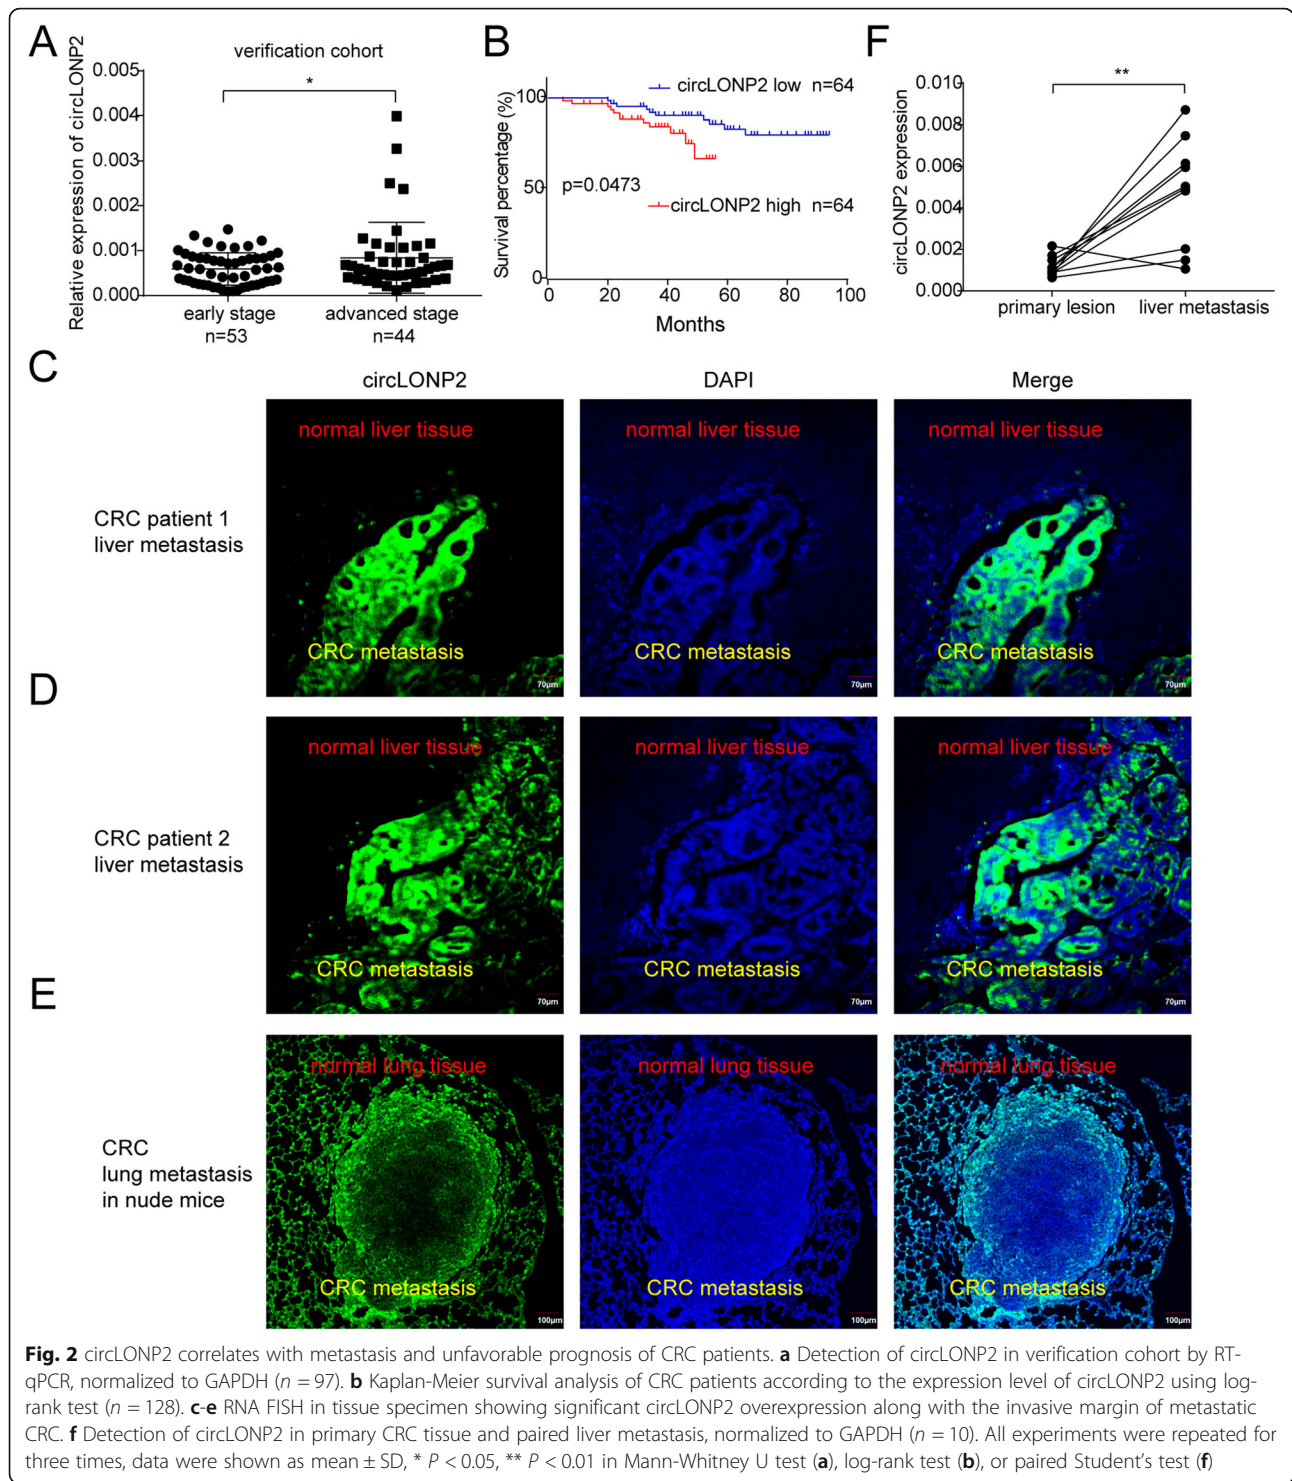 A
verification cohort
*
Relative expression of circLONP2
0.005
0.004
0.003
0.002
0.001
0.000
early stage
n=53
advanced stage
n=44
B
Survival percentage (%)
100
50
0
circLONP2 low n=64
p=0.0473
circLONP2 high n=64
0 20 40 60 80 100
Months
F
**
circLONP2 expression
0.010
0.008
0.006
0.004
0.002
0.000
primary lesion liver metastasis
C
circLONP2 DAPI Merge
CRC patient 1
liver metastasis
normal liver tissue normal liver tissue normal liver tissue
CRC metastasis CRC metastasis CRC metastasis
70μm 70μm 70μm
D
CRC patient 2
liver metastasis
normal liver tissue normal liver tissue normal liver tissue
CRC metastasis CRC metastasis CRC metastasis
70μm 70μm 70μm
E
CRC
lung metastasis
in nude mice
normal lung tissue normal lung tissue normal lung tissue
CRC metastasis CRC metastasis CRC metastasis
100μm 100μm 100μm
Fig. 2 circLONP2 correlates with metastasis and unfavorable prognosis of CRC patients. a Detection of circLONP2 in verification cohort by RT-
qPCR, normalized to GAPDH (n = 97). b Kaplan-Meier survival analysis of CRC patients according to the expression level of circLONP2 using log-
rank test (n = 128). c-e RNA FISH in tissue specimen showing significant circLONP2 overexpression along with the invasive margin of metastatic
CRC. f Detection of circLONP2 in primary CRC tissue and paired liver metastasis, normalized to GAPDH (n = 10). All experiments were repeated for
three times, data were shown as mean ± SD, * P < 0.05, ** P < 0.01 in Mann-Whitney U test (a), log-rank test (b), or paired Student's test (f)